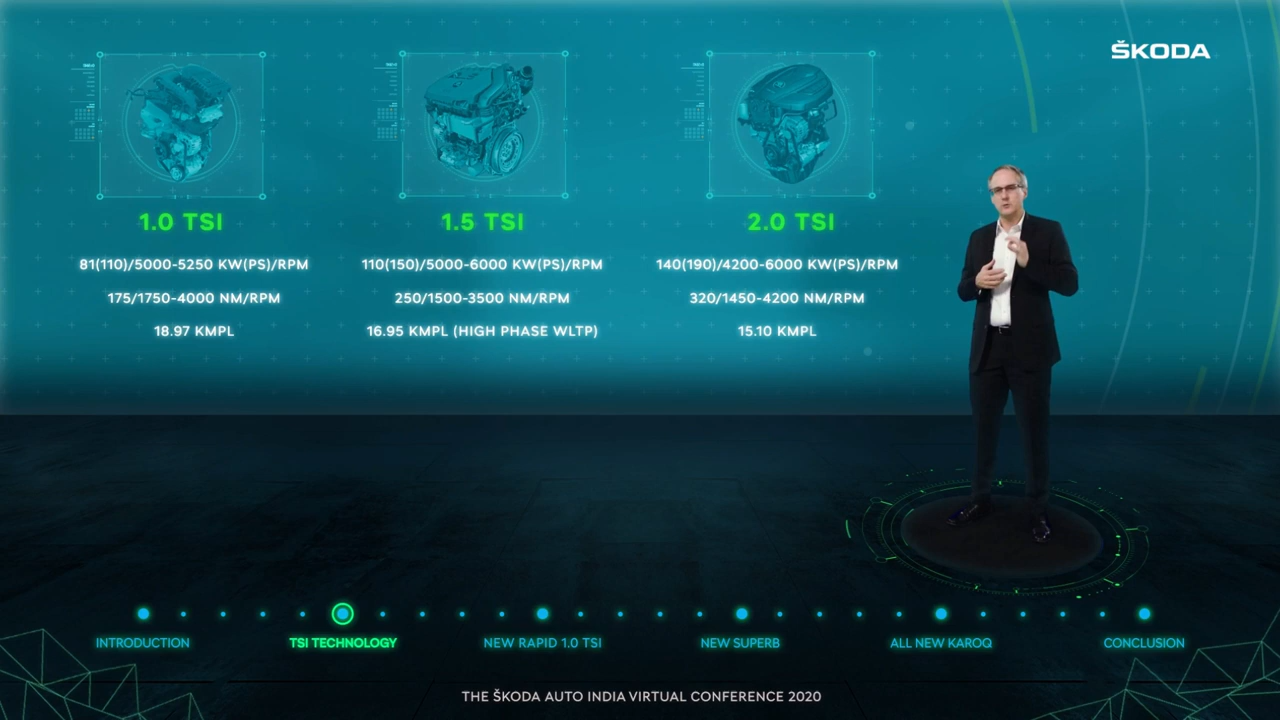 ŠKODA
1.0 TSI
81(110)/5000-5250 KW(PS)/RPM
175/1750-4000 NM/RPM
18.97 KMPL
1.5 TSI
110(150)/5000-6000 KW(PS)/RPM
250/1500-3500 NM/RPM
16.95 KMPL (HIGH PHASE WLTP)
2.0 TSI
140(190)/4200-6000 KW(PS)/RPM
320/1450-4200 NM/RPM
15.10 KMPL
INTRODUCTION
TSI TECHNOLOGY
NEW RAPID 1.0 TSI
NEW SUPERB
ALL NEW KAROQ
CONCLUSION
THE ŠKODA AUTO INDIA VIRTUAL CONFERENCE 2020